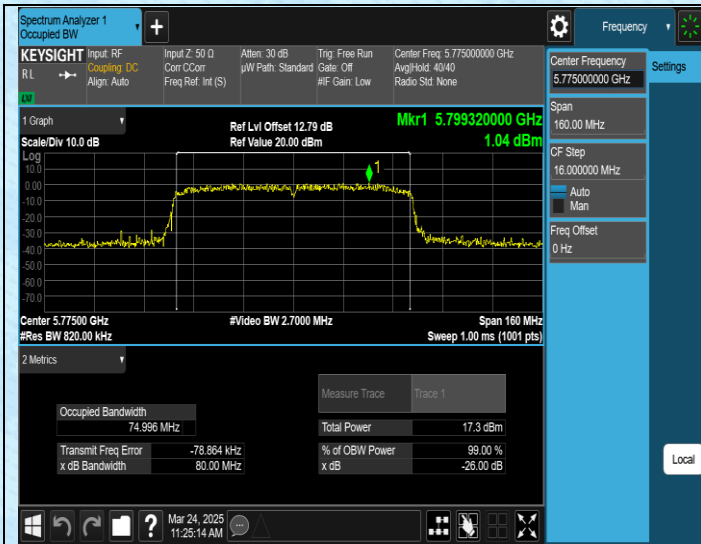 Spectrum Analyzer 1
Occupied BW
▼
+
Frequency ▼
KEYSIGHT
RL
LXI
Input: RF
Coupling: DC
Align: Auto
Input Z: 50 Ω
Corr CCorr
Freq Ref: Int (S)
Atten: 30 dB
µW Path: Standard
Trig: Free Run
Gate: Off
#IF Gain: Low
Center Freq: 5.775000000 GHz
Avg|Hold: 40/40
Radio Std: None
Center Frequency
5.775000000 GHz
Settings
Span
160.00 MHz
CF Step
16.000000 MHz
Auto
Man
Freq Offset
0 Hz
Local
1 Graph ▼
Scale/Div 10.0 dB
Ref Lvl Offset 12.79 dB
Ref Value 20.00 dBm
Mkr1 5.799320000 GHz
1.04 dBm
Log
10.0
0.00
-10.0
-20.0
-30.0
-40.0
-50.0
-60.0
-70.0
1
Center 5.77500 GHz
#Res BW 820.00 kHz
#Video BW 2.7000 MHz
Span 160 MHz
Sweep 1.00 ms (1001 pts)
2 Metrics ▼
Measure Trace Trace 1
Occupied Bandwidth
74.996 MHz
Total Power 17.3 dBm
Transmit Freq Error -78.864 kHz
% of OBW Power 99.00 %
x dB Bandwidth 80.00 MHz
x dB -26.00 dB
?
Mar 24, 2025
11:25:14 AM